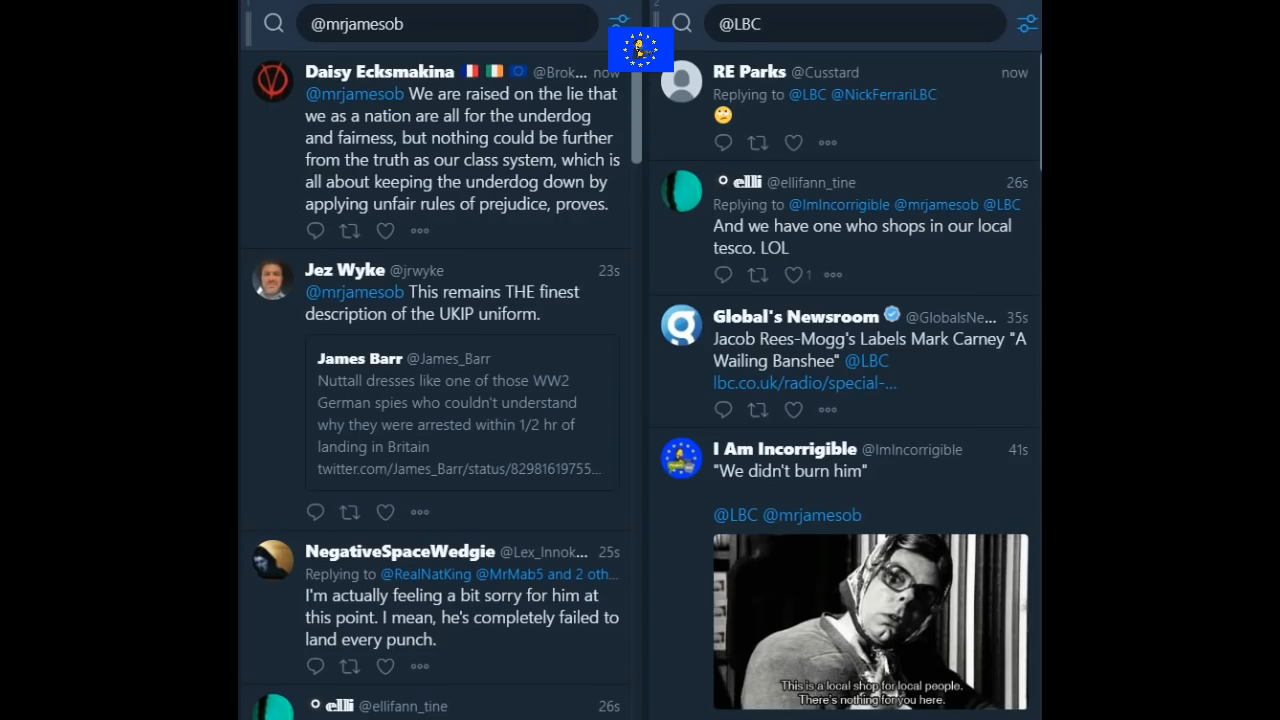 @mrjamesob
Daisy Ecksmakina @Brok... now
@mrjamesob We are raised on the lie that
we as a nation are all for the underdog
and fairness, but nothing could be further
from the truth as our class system, which is
all about keeping the underdog down by
applying unfair rules of prejudice, proves.
Jez Wyke @jrwyke 23s
@mrjamesob This remains THE finest
description of the UKIP uniform.
James Barr @James_Barr
Nuttall dresses like one of those WW2
German spies who couldn't understand
why they were arrested within 1/2 hr of
landing in Britain
twitter.com/James_Barr/status/82981619755...
NegativeSpaceWedgie @Lex_Innok... 25s
Replying to @RealNatKing @MrMab5 and 2 oth...
I'm actually feeling a bit sorry for him at
this point. I mean, he's completely failed to
land every punch.
elli @ellifann_tine 26s
2
@LBC
RE Parks @Cusstard now
Replying to @LBC @NickFerrariLBC
🙄
elli @ellifann_tine 26s
Replying to @ImIncorrigible @mrjamesob @LBC
And we have one who shops in our local
tesco. LOL
1
Global's Newsroom @GlobalsNe... 35s
Jacob Rees-Mogg's Labels Mark Carney "A
Wailing Banshee" @LBC
lbc.co.uk/radio/special-...
I Am Incorrigible @ImIncorrigible 41s
"We didn't burn him"
@LBC @mrjamesob
This is a local shop for local people.
There's nothing for you here.